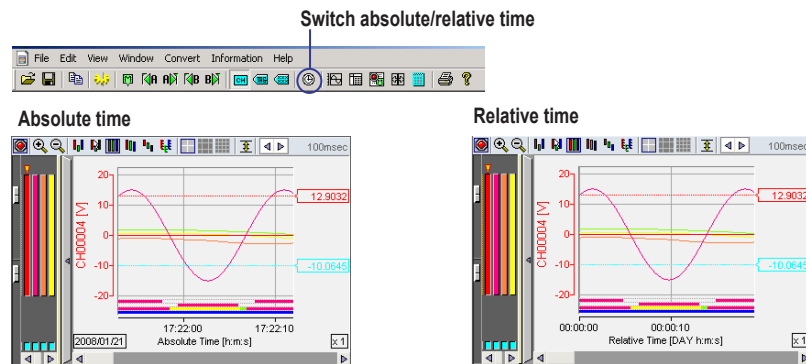 Switch absolute/relative time
File Edit View Window Convert Information Help
CH
Absolute time
100msec
20
10
0
-10
-20
CH00004 [V]
12.9032
-10.0645
17:22:00 17:22:10
2008/01/21 Absolute Time [h:m:s] x 1
Relative time
100msec
20
10
0
-10
-20
CH00004 [V]
12.9032
-10.0645
00:00:00 00:00:10
Relative Time [DAY h:m:s] x 1